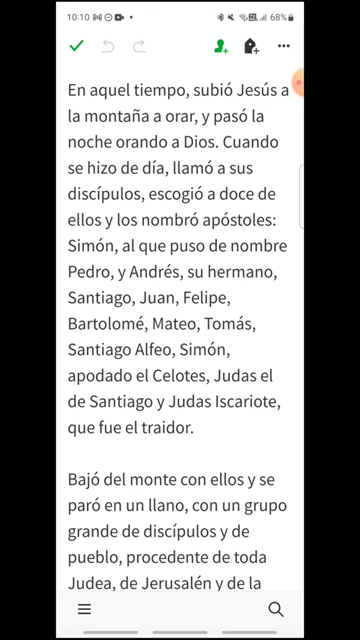 10:10
68%
En aquel tiempo, subió Jesús a
la montaña a orar, y pasó la
noche orando a Dios. Cuando
se hizo de día, llamó a sus
discípulos, escogió a doce de
ellos y los nombró apóstoles:
Simón, al que puso de nombre
Pedro, y Andrés, su hermano,
Santiago, Juan, Felipe,
Bartolomé, Mateo, Tomás,
Santiago Alfeo, Simón,
apodado el Celotes, Judas el
de Santiago y Judas Iscariote,
que fue el traidor.
Bajó del monte con ellos y se
paró en un llano, con un grupo
grande de discípulos y de
pueblo, procedente de toda
Judea, de Jerusalén y de la